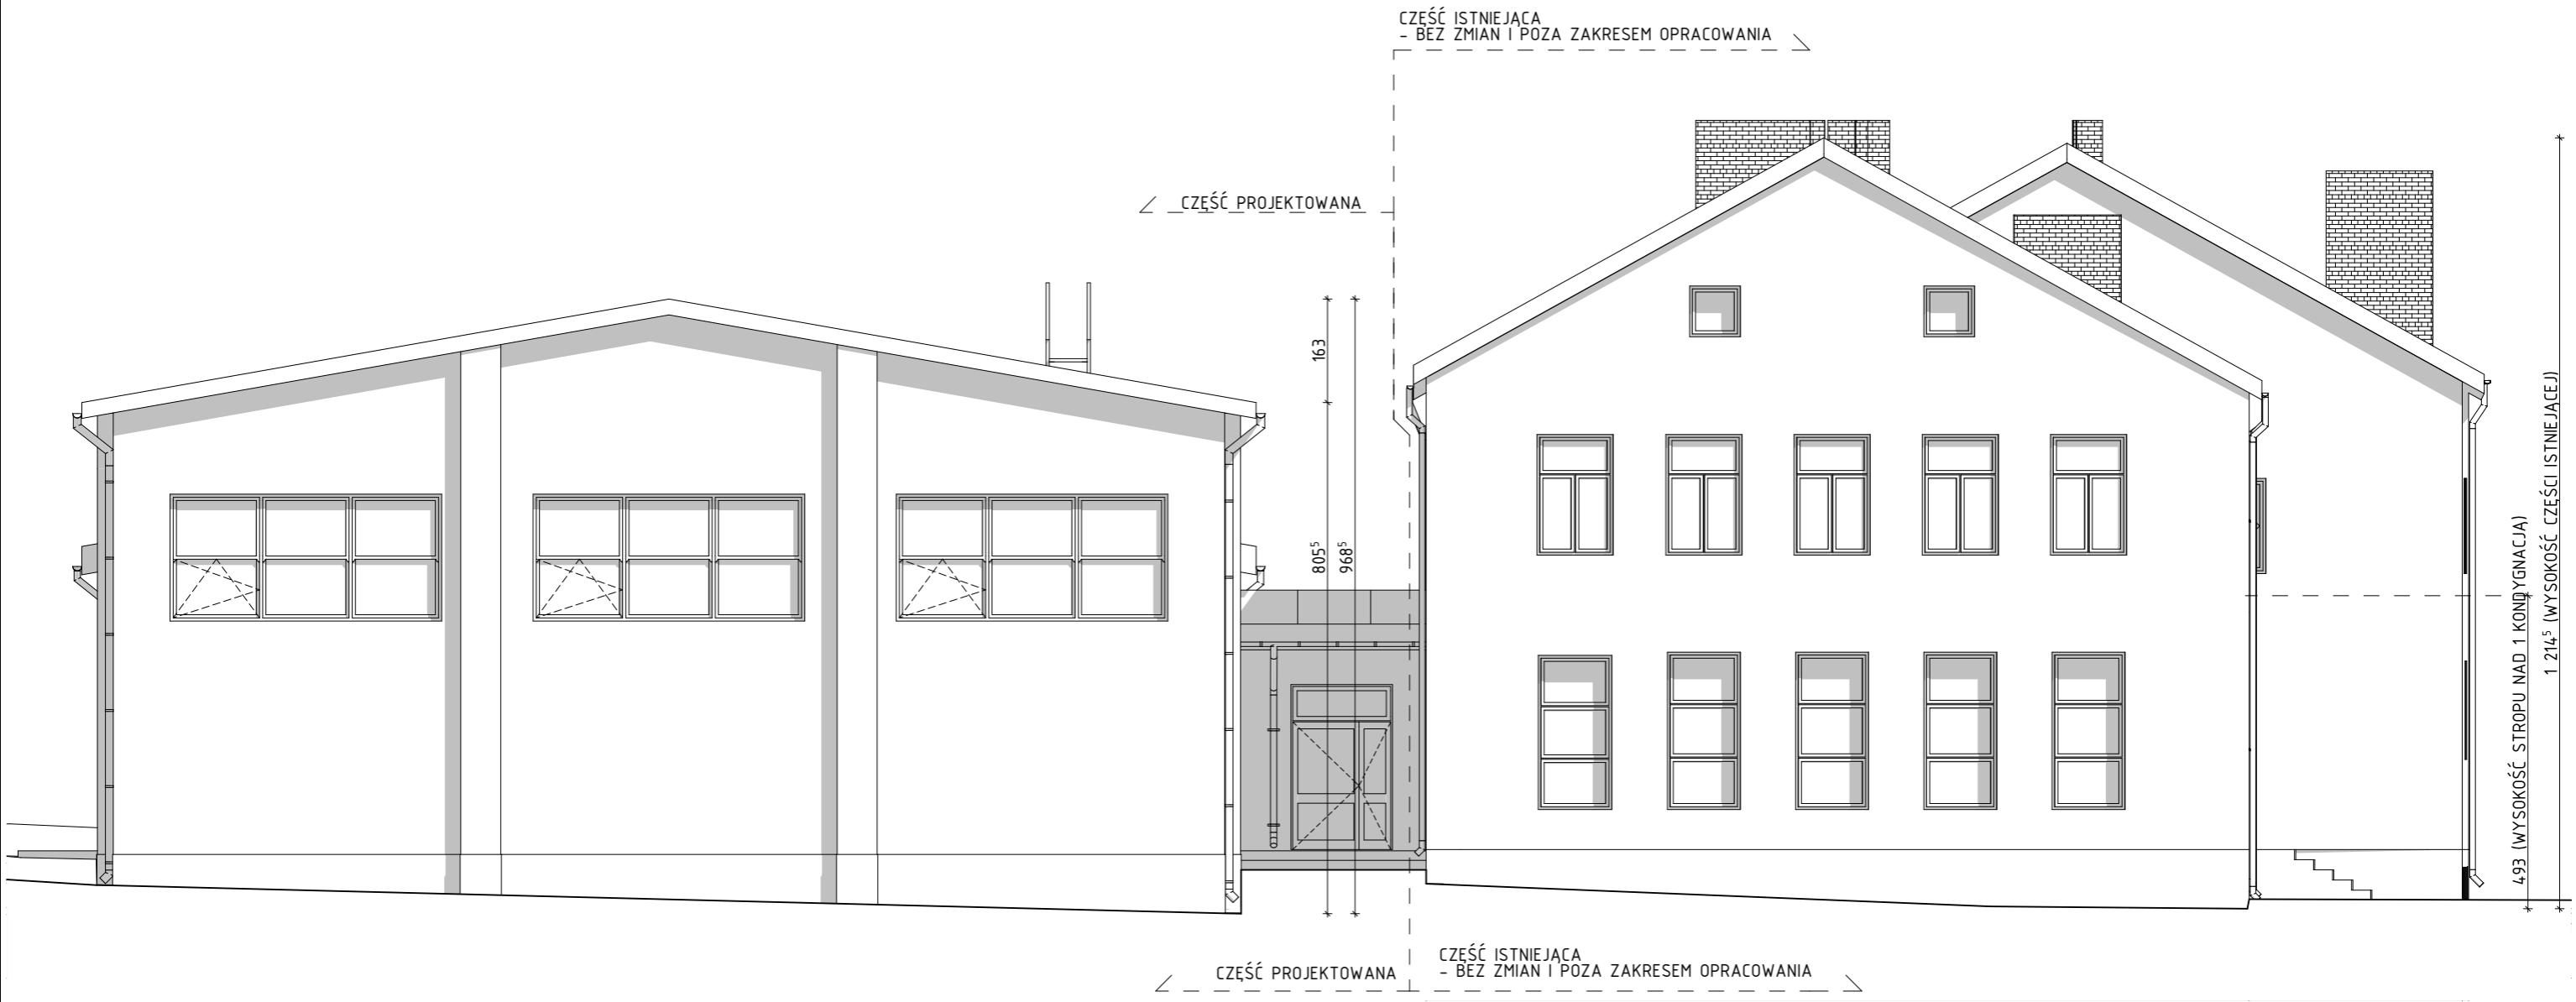 CZĘŚĆ ISTNIEJĄCA
- BEZ ZMIAN I POZA ZAKRESEM OPRACOWANIA
CZĘŚĆ PROJEKTOWANA
163
805⁵
968⁵
493 (WYSOKOŚĆ STROPU NAD 1 KONDYGNACJĄ)
1 214⁵ (WYSOKOŚĆ CZĘŚCI ISTNIEJĄCEJ)
CZĘŚĆ PROJEKTOWANA
CZĘŚĆ ISTNIEJĄCA
- BEZ ZMIAN I POZA ZAKRESEM OPRACOWANIA